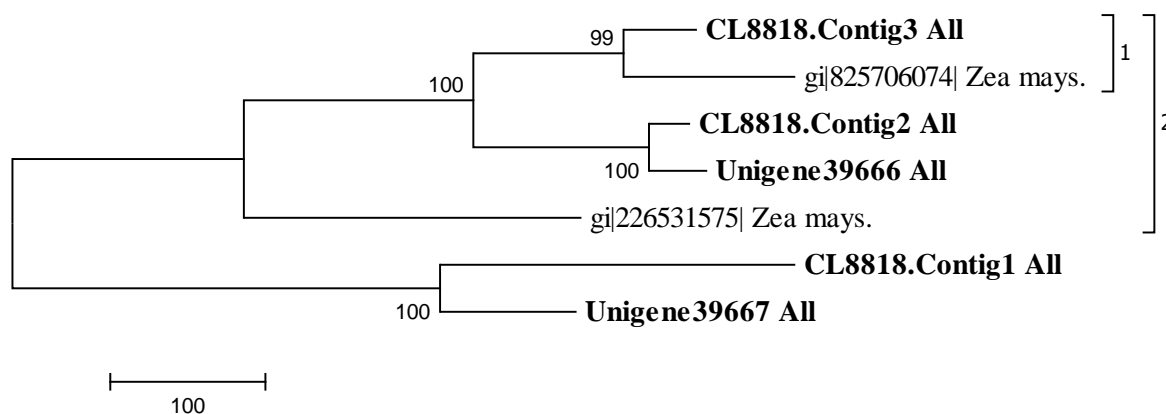 CL8818.Contig3 All
99
1
gi|825706074| Zea mays.
100
CL8818.Contig2 All
2
100
Unigene39666 All
gi|226531575| Zea mays.
CL8818.Contig1 All
100
Unigene39667 All
100